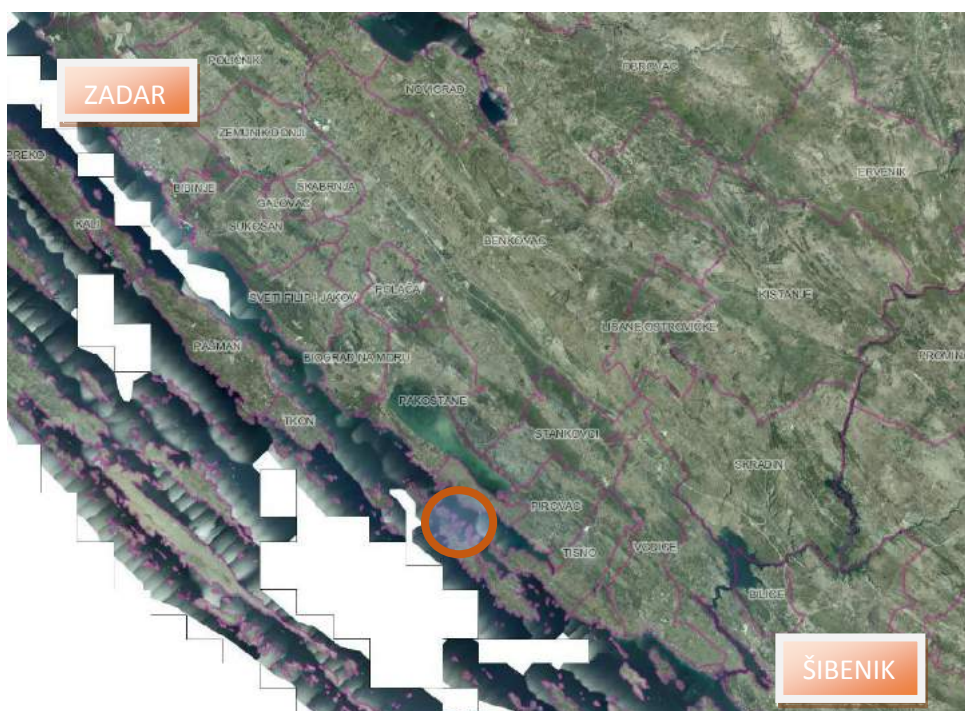 POLIČNIK
OBROVAC
ZADAR
NOVIGRAD
ZEMUNIK DONJI
PREKO
ERVENIK
BIBINJE
ŠKABRNJA
GALOVAC
KALI
SUKOŠAN
BENKOVAC
POLAČA
SVETI FILIP I JAKOV
KISTANJE
LIŠANE OSTROVIČKE
PAŠMAN
BIOGRAD NA MORU
PROMINA
PAKOŠTANE
TKON
STANKOVCI
SKRADIN
PIROVAC
TISNO
VODICE
BILICE
ŠIBENIK